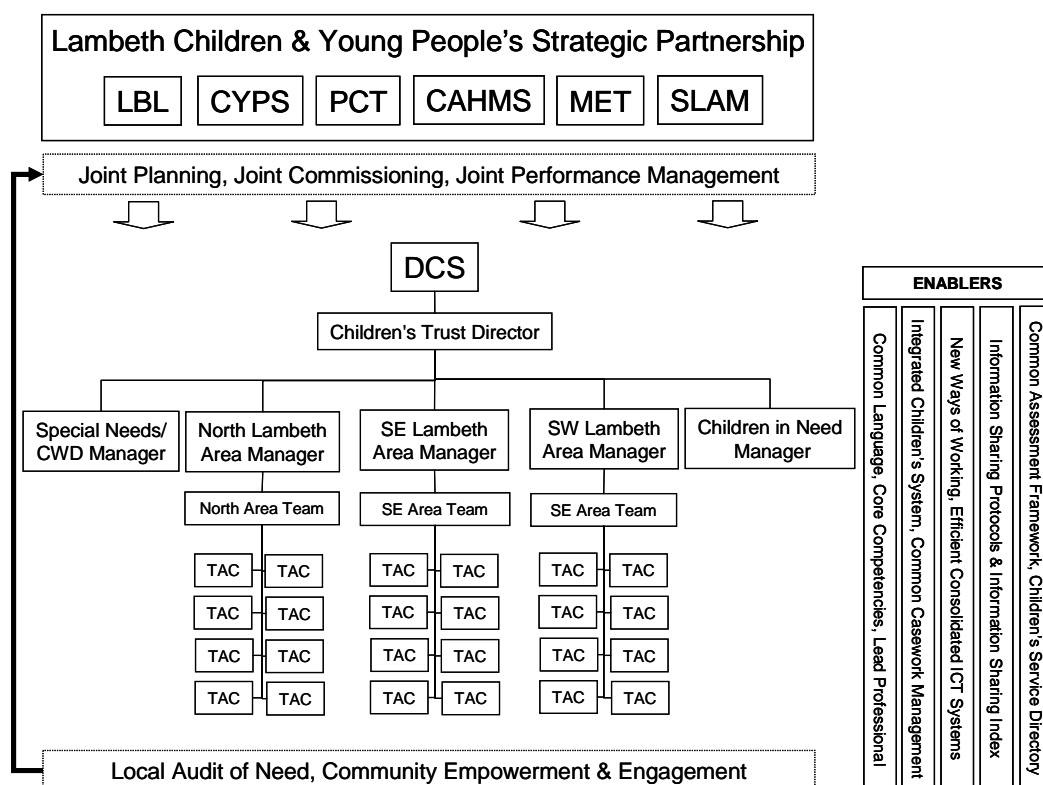 Lambeth Children & Young People's Strategic Partnership
LBL CYPS PCT CAHMS MET SLAM
Joint Planning, Joint Commissioning, Joint Performance Management
DCS
Children's Trust Director
Special Needs/
CWD Manager
North Lambeth
Area Manager
SE Lambeth
Area Manager
SW Lambeth
Area Manager
Children in Need
Manager
North Area Team
SE Area Team
SE Area Team
TAC TAC TAC TAC TAC TAC
TAC TAC TAC TAC TAC TAC
TAC TAC TAC TAC TAC TAC
TAC TAC TAC TAC TAC TAC
Local Audit of Need, Community Empowerment & Engagement
ENABLERS
Common Language, Core Competencies, Lead Professional
Integrated Children's System, Common Casework Management
New Ways of Working, Efficient Consolidated ICT Systems
Information Sharing Protocols & Information Sharing Index
Common Assessment Framework, Children's Service Directory